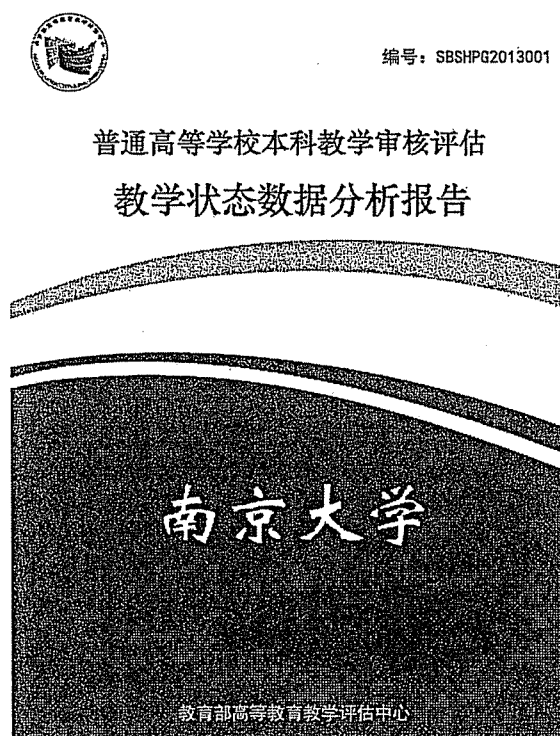 编号：SBSHPG2013001
普通高等学校本科教学审核评估
教学状态数据分析报告
南京大学
教育部高等教育教学评估中心